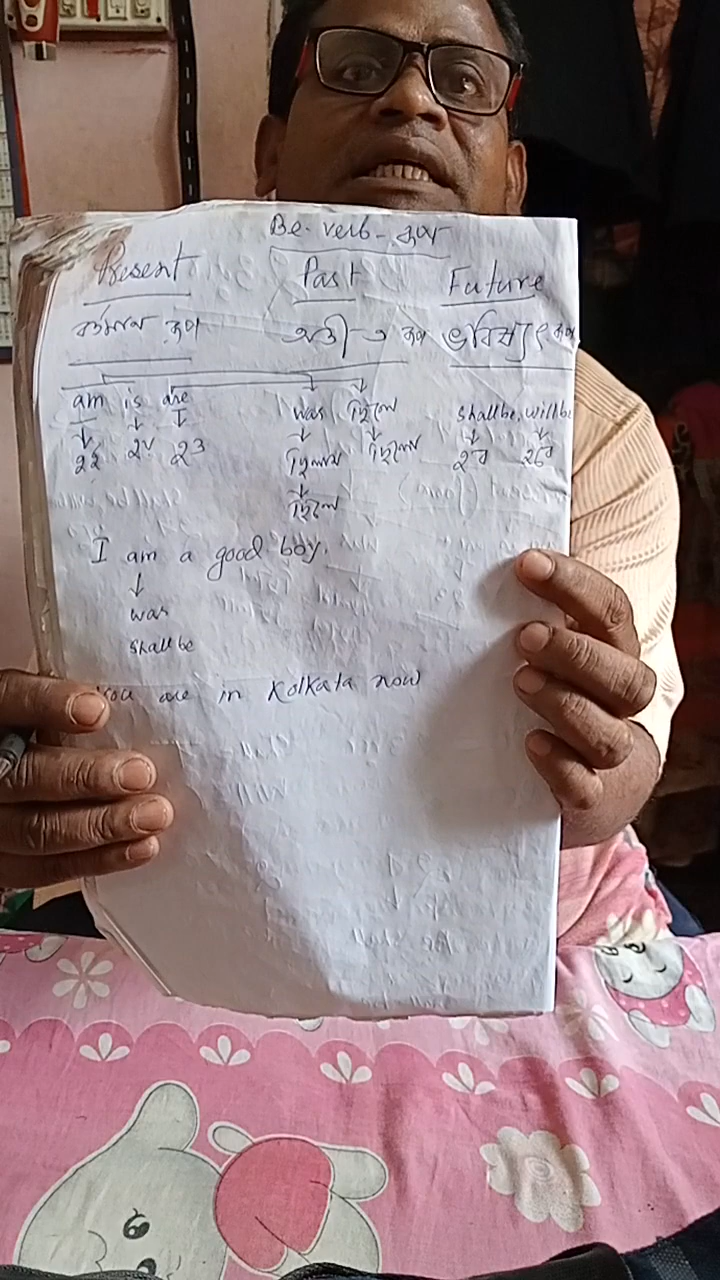 Be-verb-রূপ
Present Past Future
বর্তমান রূপ অতীত রূপ ভবিষ্যৎ রূপ
am is are was ছিলে shall be, will be
↓ ↓ ↓ ↓ ↓ ↓ ↓
হই হয় হও ছিলাম ছিলেন হব হবে
↓
ছিলে
I am a good boy.
↓
was
shall be
You are in Kolkata now